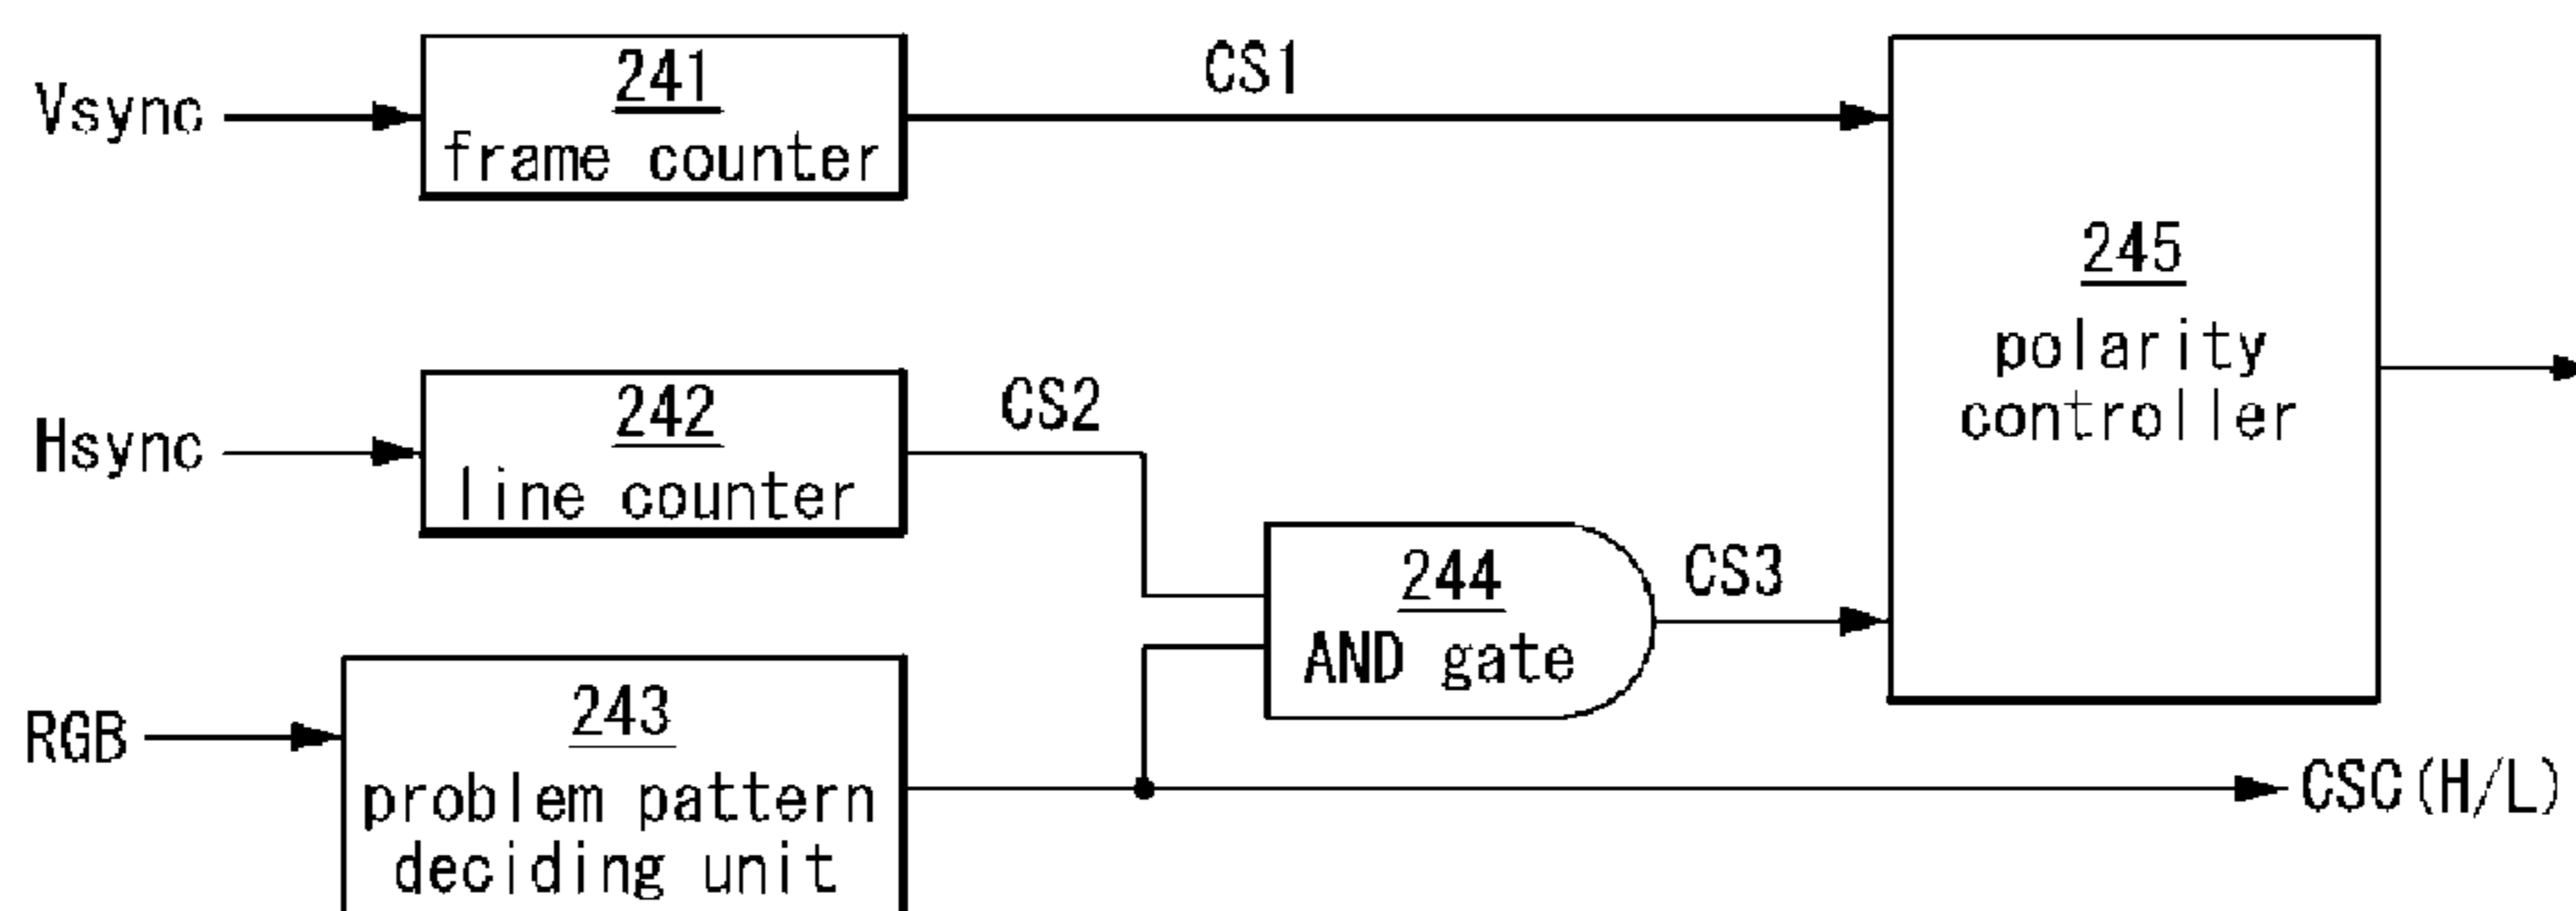 Vsync
241
frame counter
CS1
245
polarity
controller
Hsync
242
line counter
CS2
244
AND gate
CS3
RGB
243
problem pattern
deciding unit
CSC(H/L)